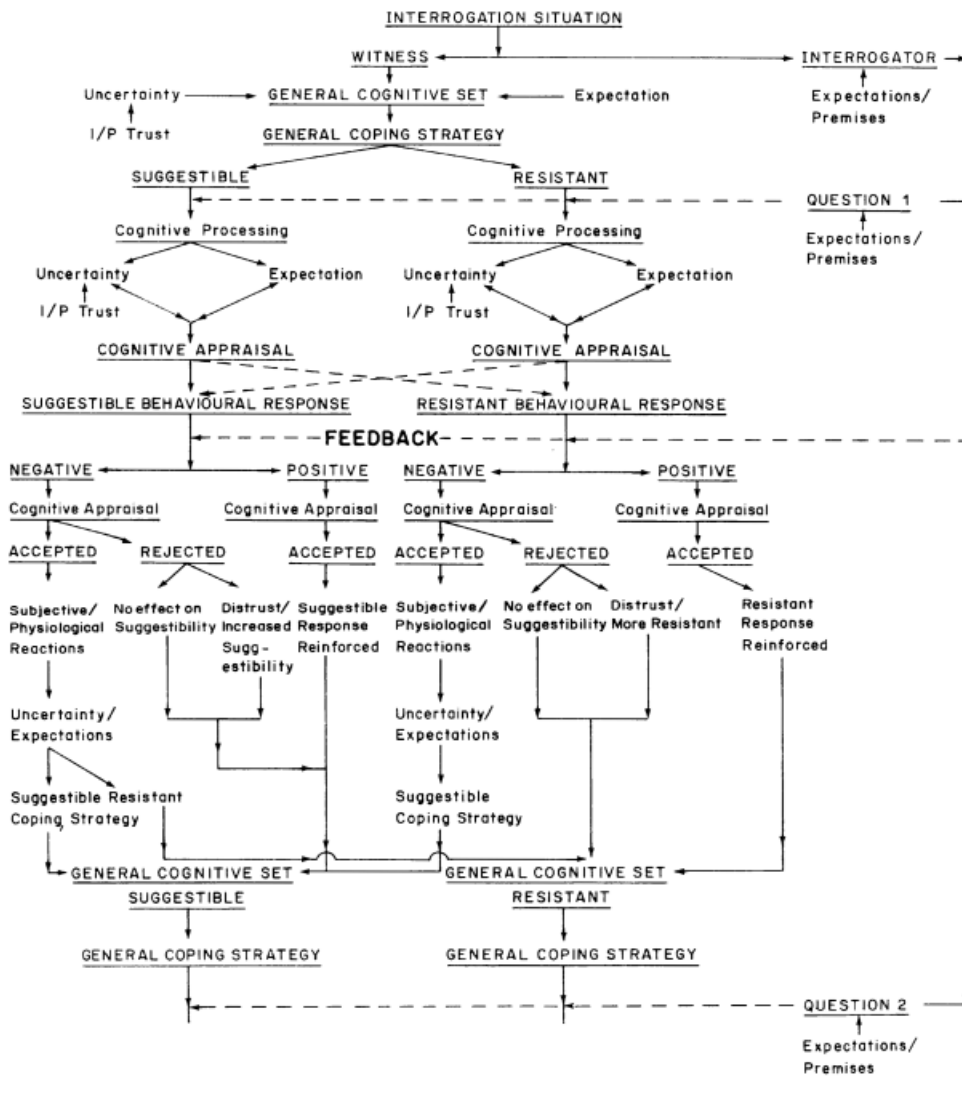 INTERROGATION SITUATION
WITNESS
INTERROGATOR
Uncertainty
GENERAL COGNITIVE SET
Expectation
Expectations/
Premises
I/P Trust
GENERAL COPING STRATEGY
SUGGESTIBLE
RESISTANT
QUESTION 1
Cognitive Processing
Cognitive Processing
Expectations/
Premises
Uncertainty
Expectation
Uncertainty
Expectation
I/P Trust
I/P Trust
COGNITIVE APPRAISAL
COGNITIVE APPRAISAL
SUGGESTIBLE BEHAVIOURAL RESPONSE
RESISTANT BEHAVIOURAL RESPONSE
FEEDBACK
NEGATIVE
POSITIVE
NEGATIVE
POSITIVE
Cognitive Appraisal
Cognitive Appraisal
Cognitive Appraisal
Cognitive Appraisal
ACCEPTED
REJECTED
ACCEPTED
ACCEPTED
REJECTED
ACCEPTED
Subjective/
Physiological
Reactions
No effect on
Suggestibility
Distrust/
Increased
Sugg-
estibility
Suggestible
Response
Reinforced
Subjective/
Physiological
Reactions
No effect on
Suggestibility
Distrust/
More Resistant
Resistant
Response
Reinforced
Uncertainty/
Expectations
Uncertainty/
Expectations
Suggestible Resistant
Coping Strategy
Suggestible
Coping Strategy
GENERAL COGNITIVE SET
GENERAL COGNITIVE SET
SUGGESTIBLE
RESISTANT
GENERAL COPING STRATEGY
GENERAL COPING STRATEGY
QUESTION 2
Expectations/
Premises